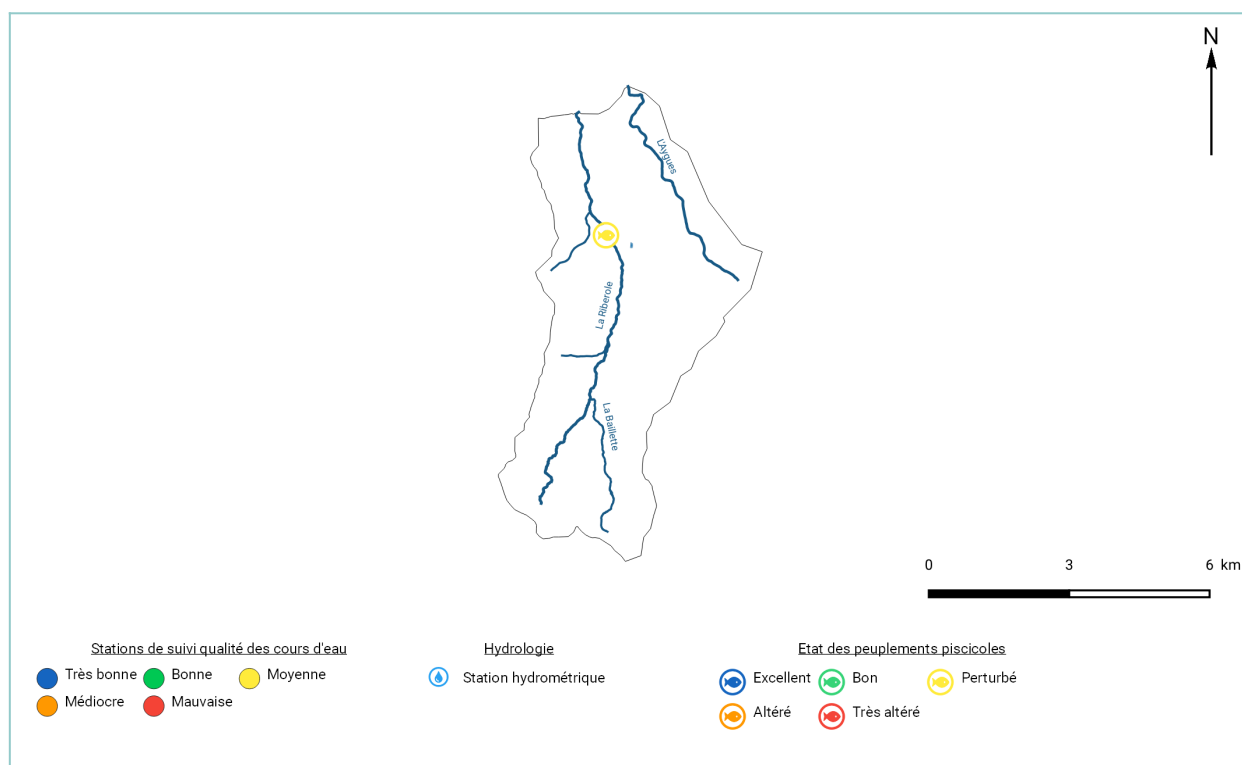 N
L'Aygues
La Riberole
La Baillette
0 3 6 km
Stations de suivi qualité des cours d'eau
Très bonne Bonne Moyenne
Médiocre Mauvaise
Hydrologie
Station hydrométrique
Etat des peuplements piscicoles
Excellent Bon Perturbé
Altéré Très altéré